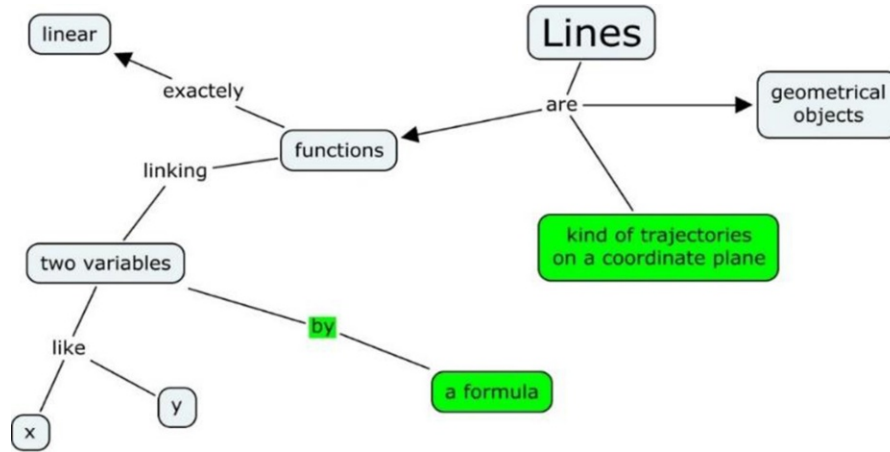 Lines
linear
exactely
are
geometrical
objects
functions
linking
kind of trajectories
on a coordinate plane
two variables
by
like
a formula
x
y